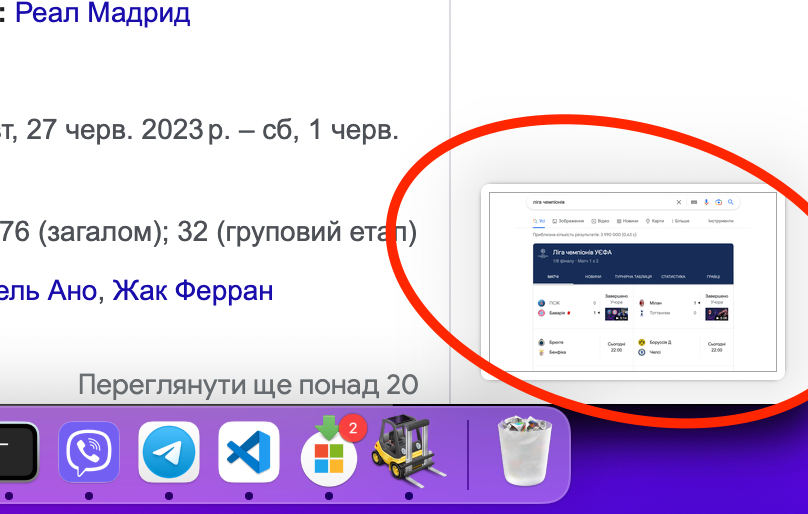 : Реал Мадрид
т, 27 черв. 2023 р. – сб, 1 черв.
76 (загалом); 32 (груповий етап)
ель Ано, Жак Ферран
Переглянути ще понад 20
ліга чемпіонів
Усі Зображення Відео Новини Карти Більше Інструменти
Приблизна кількість результатів: 3 990 000 (0,43 с)
Ліга чемпіонів УЄФА
1/8 фіналу · Матч 1 з 2
МАТЧІ НОВИНИ ТУРНІРНА ТАБЛИЦЯ СТАТИСТИКА ГРАВЦІ
ПСЖ 0
Баварія 1
Завершено
Учора
Мілан 1
Тоттенгем 0
Завершено
Учора
Брюгге
Бенфіка
Сьогодні
22:00
Боруссія Д
Челсі
Сьогодні
22:00
2